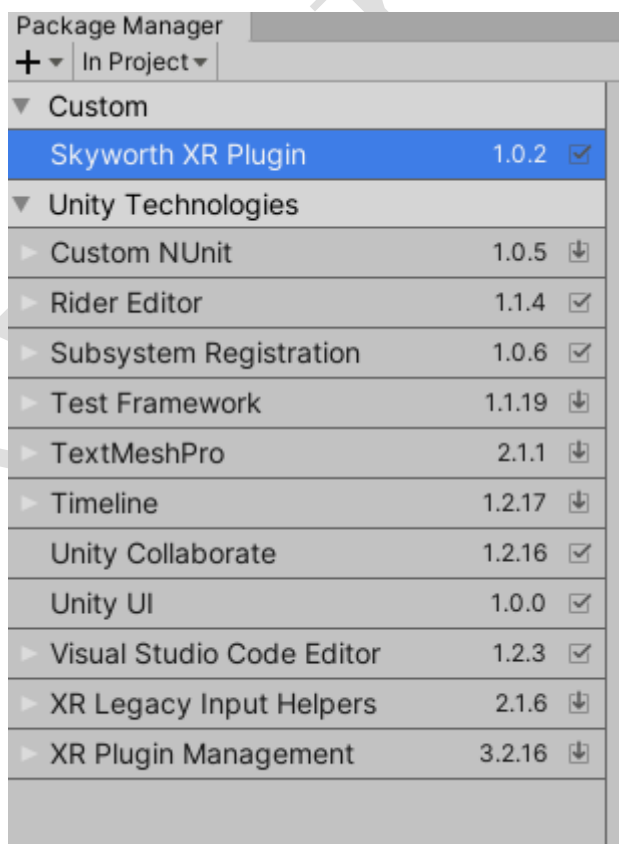 Package Manager
In Project
Custom
Skyworth XR Plugin 1.0.2
Unity Technologies
Custom NUnit 1.0.5
Rider Editor 1.1.4
Subsystem Registration 1.0.6
Test Framework 1.1.19
TextMeshPro 2.1.1
Timeline 1.2.17
Unity Collaborate 1.2.16
Unity UI 1.0.0
Visual Studio Code Editor 1.2.3
XR Legacy Input Helpers 2.1.6
XR Plugin Management 3.2.16